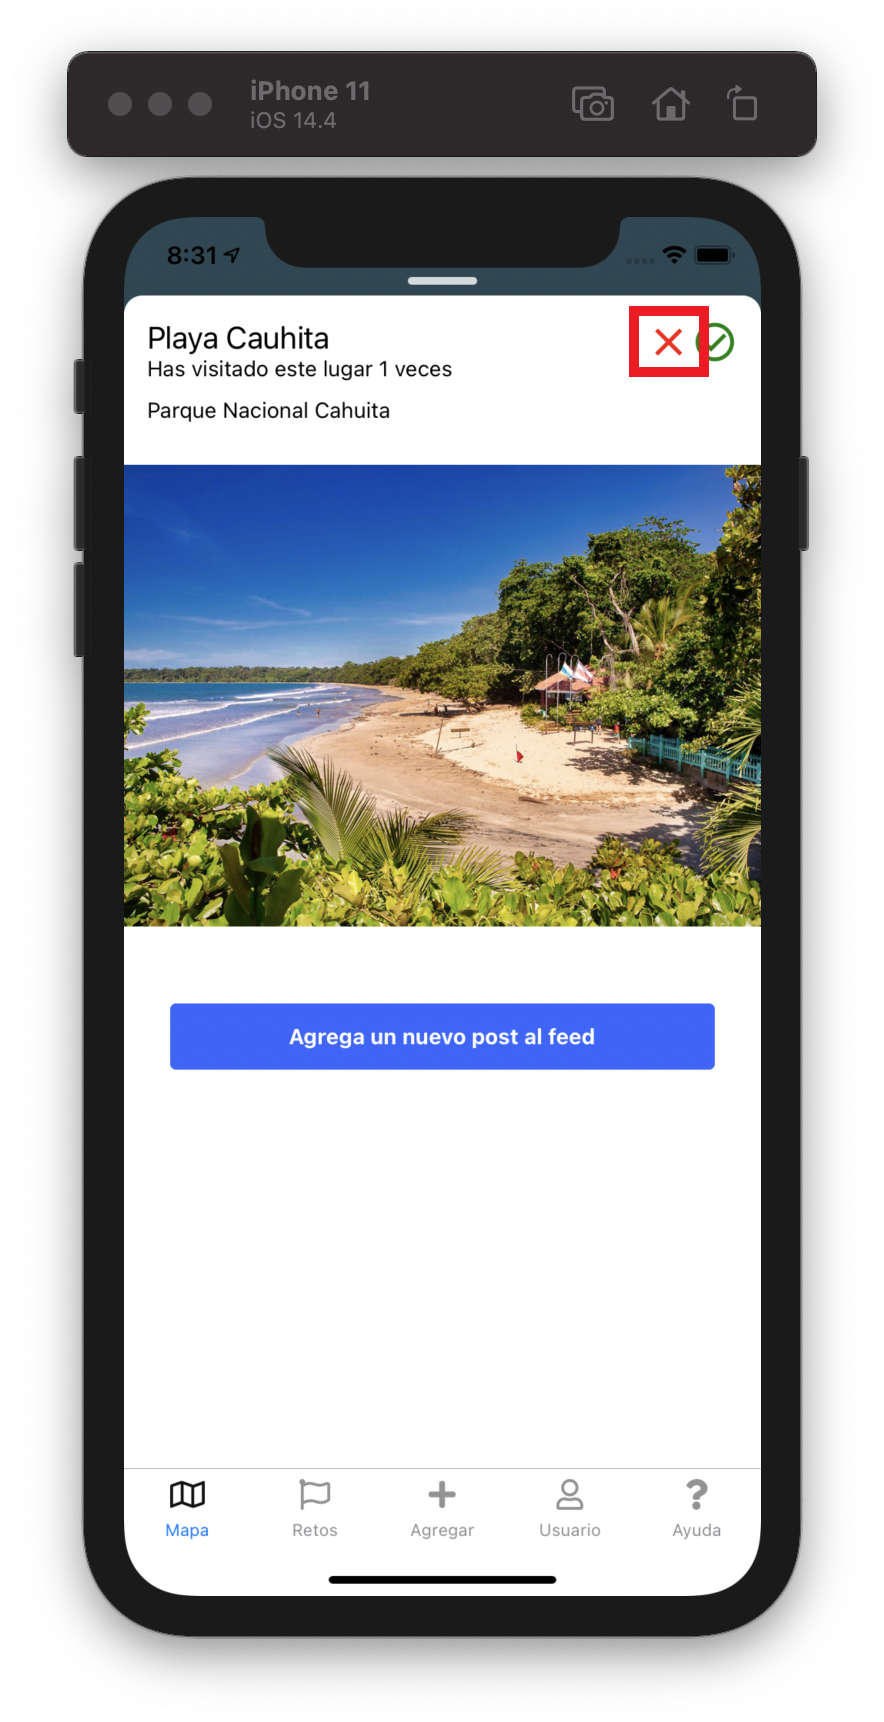 iPhone 11
iOS 14.4
8:31
Playa Cauhita
Has visitado este lugar 1 veces
Parque Nacional Cahuita
Agrega un nuevo post al feed
Mapa
Retos
Agregar
Usuario
Ayuda